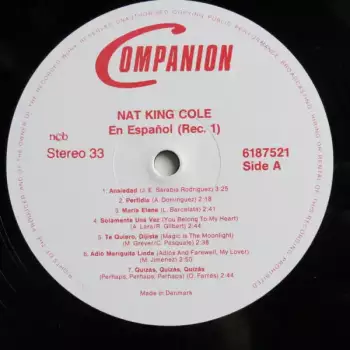 COMPANION
NAT KING COLE
En Español (Rec. 1)
ncb
Stereo 33
6187521
Side A
1. Ansiedad (J. E. Sarabia Rodriguez) 3:25
2. Perfidia (A. Dominguez) 2:18
3. Maria Elena (L. Barcelata) 2:41
4. Solamente Una Vez (You Belong To My Heart)
(A. Lara/R. Gilbert) 2:44
5. Te Quiero, Dijiste (Magic Is The Moonlight)
(M. Grever/C. Pasquale) 2:38
6. Adio Mariquita Linda (Adios And Farewell, My Lover)
(M. Jimenez) 2:50
7. Quizás, Quizás, Quizás
(Perhaps, Perhaps, Perhaps) (O. Farrés) 2:44
Made in Denmark